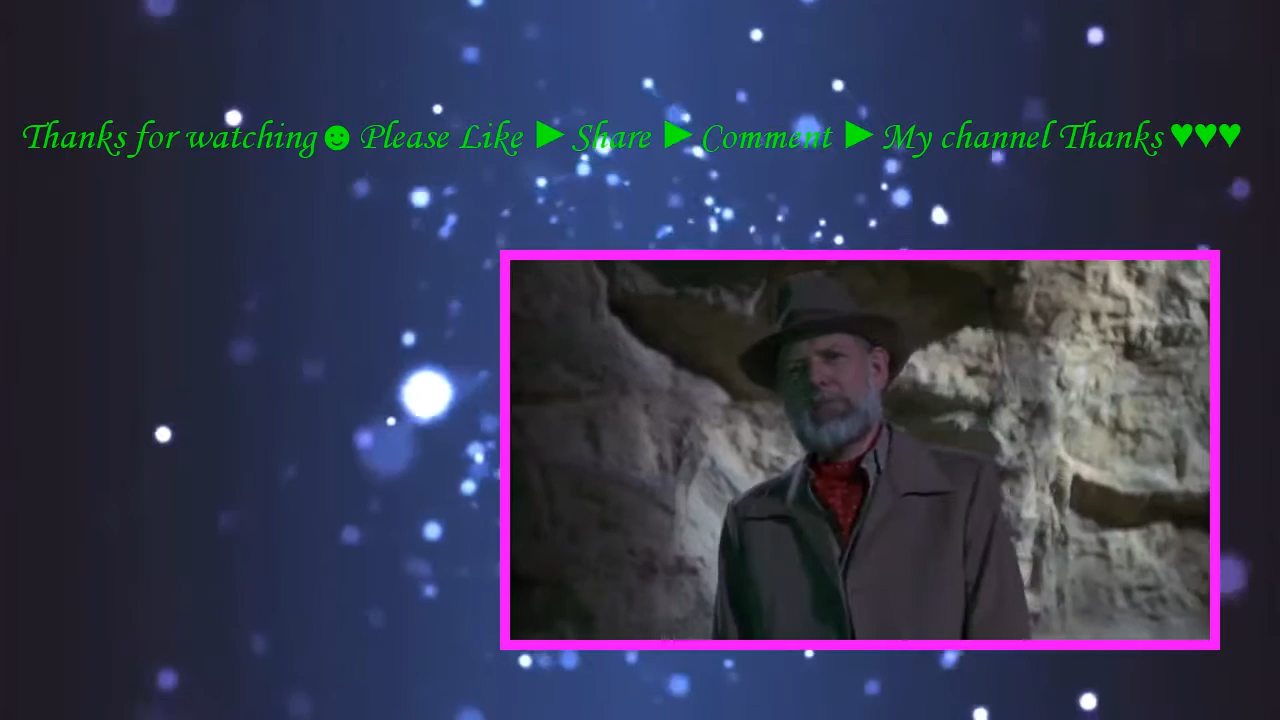 Thanks for watching☻Please Like ► Share ► Comment ► My channel Thanks ♥♥♥